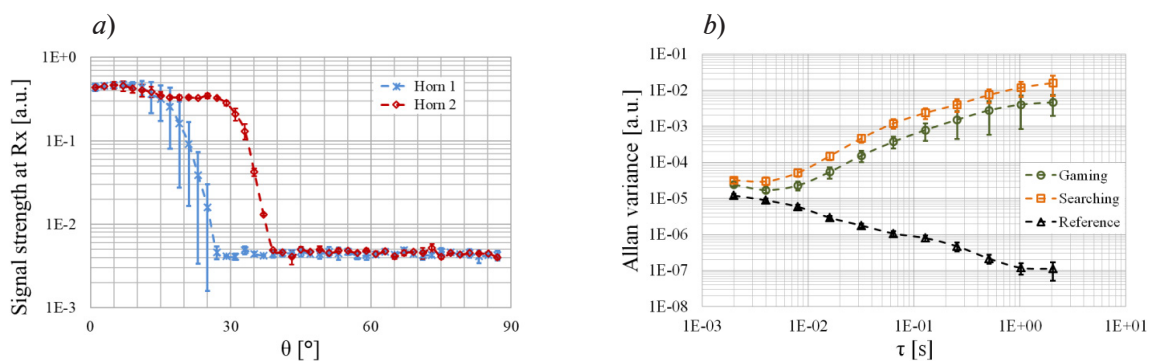 a)
Signal strength at Rx [a.u.]
1E+0
1E-1
1E-2
1E-3
0
30
60
90
θ [°]
Horn 1
Horn 2
b)
Allan variance [a.u.]
1E-01
1E-02
1E-03
1E-04
1E-05
1E-06
1E-07
1E-08
1E-03
1E-02
1E-01
1E+00
1E+01
τ [s]
Gaming
Searching
Reference